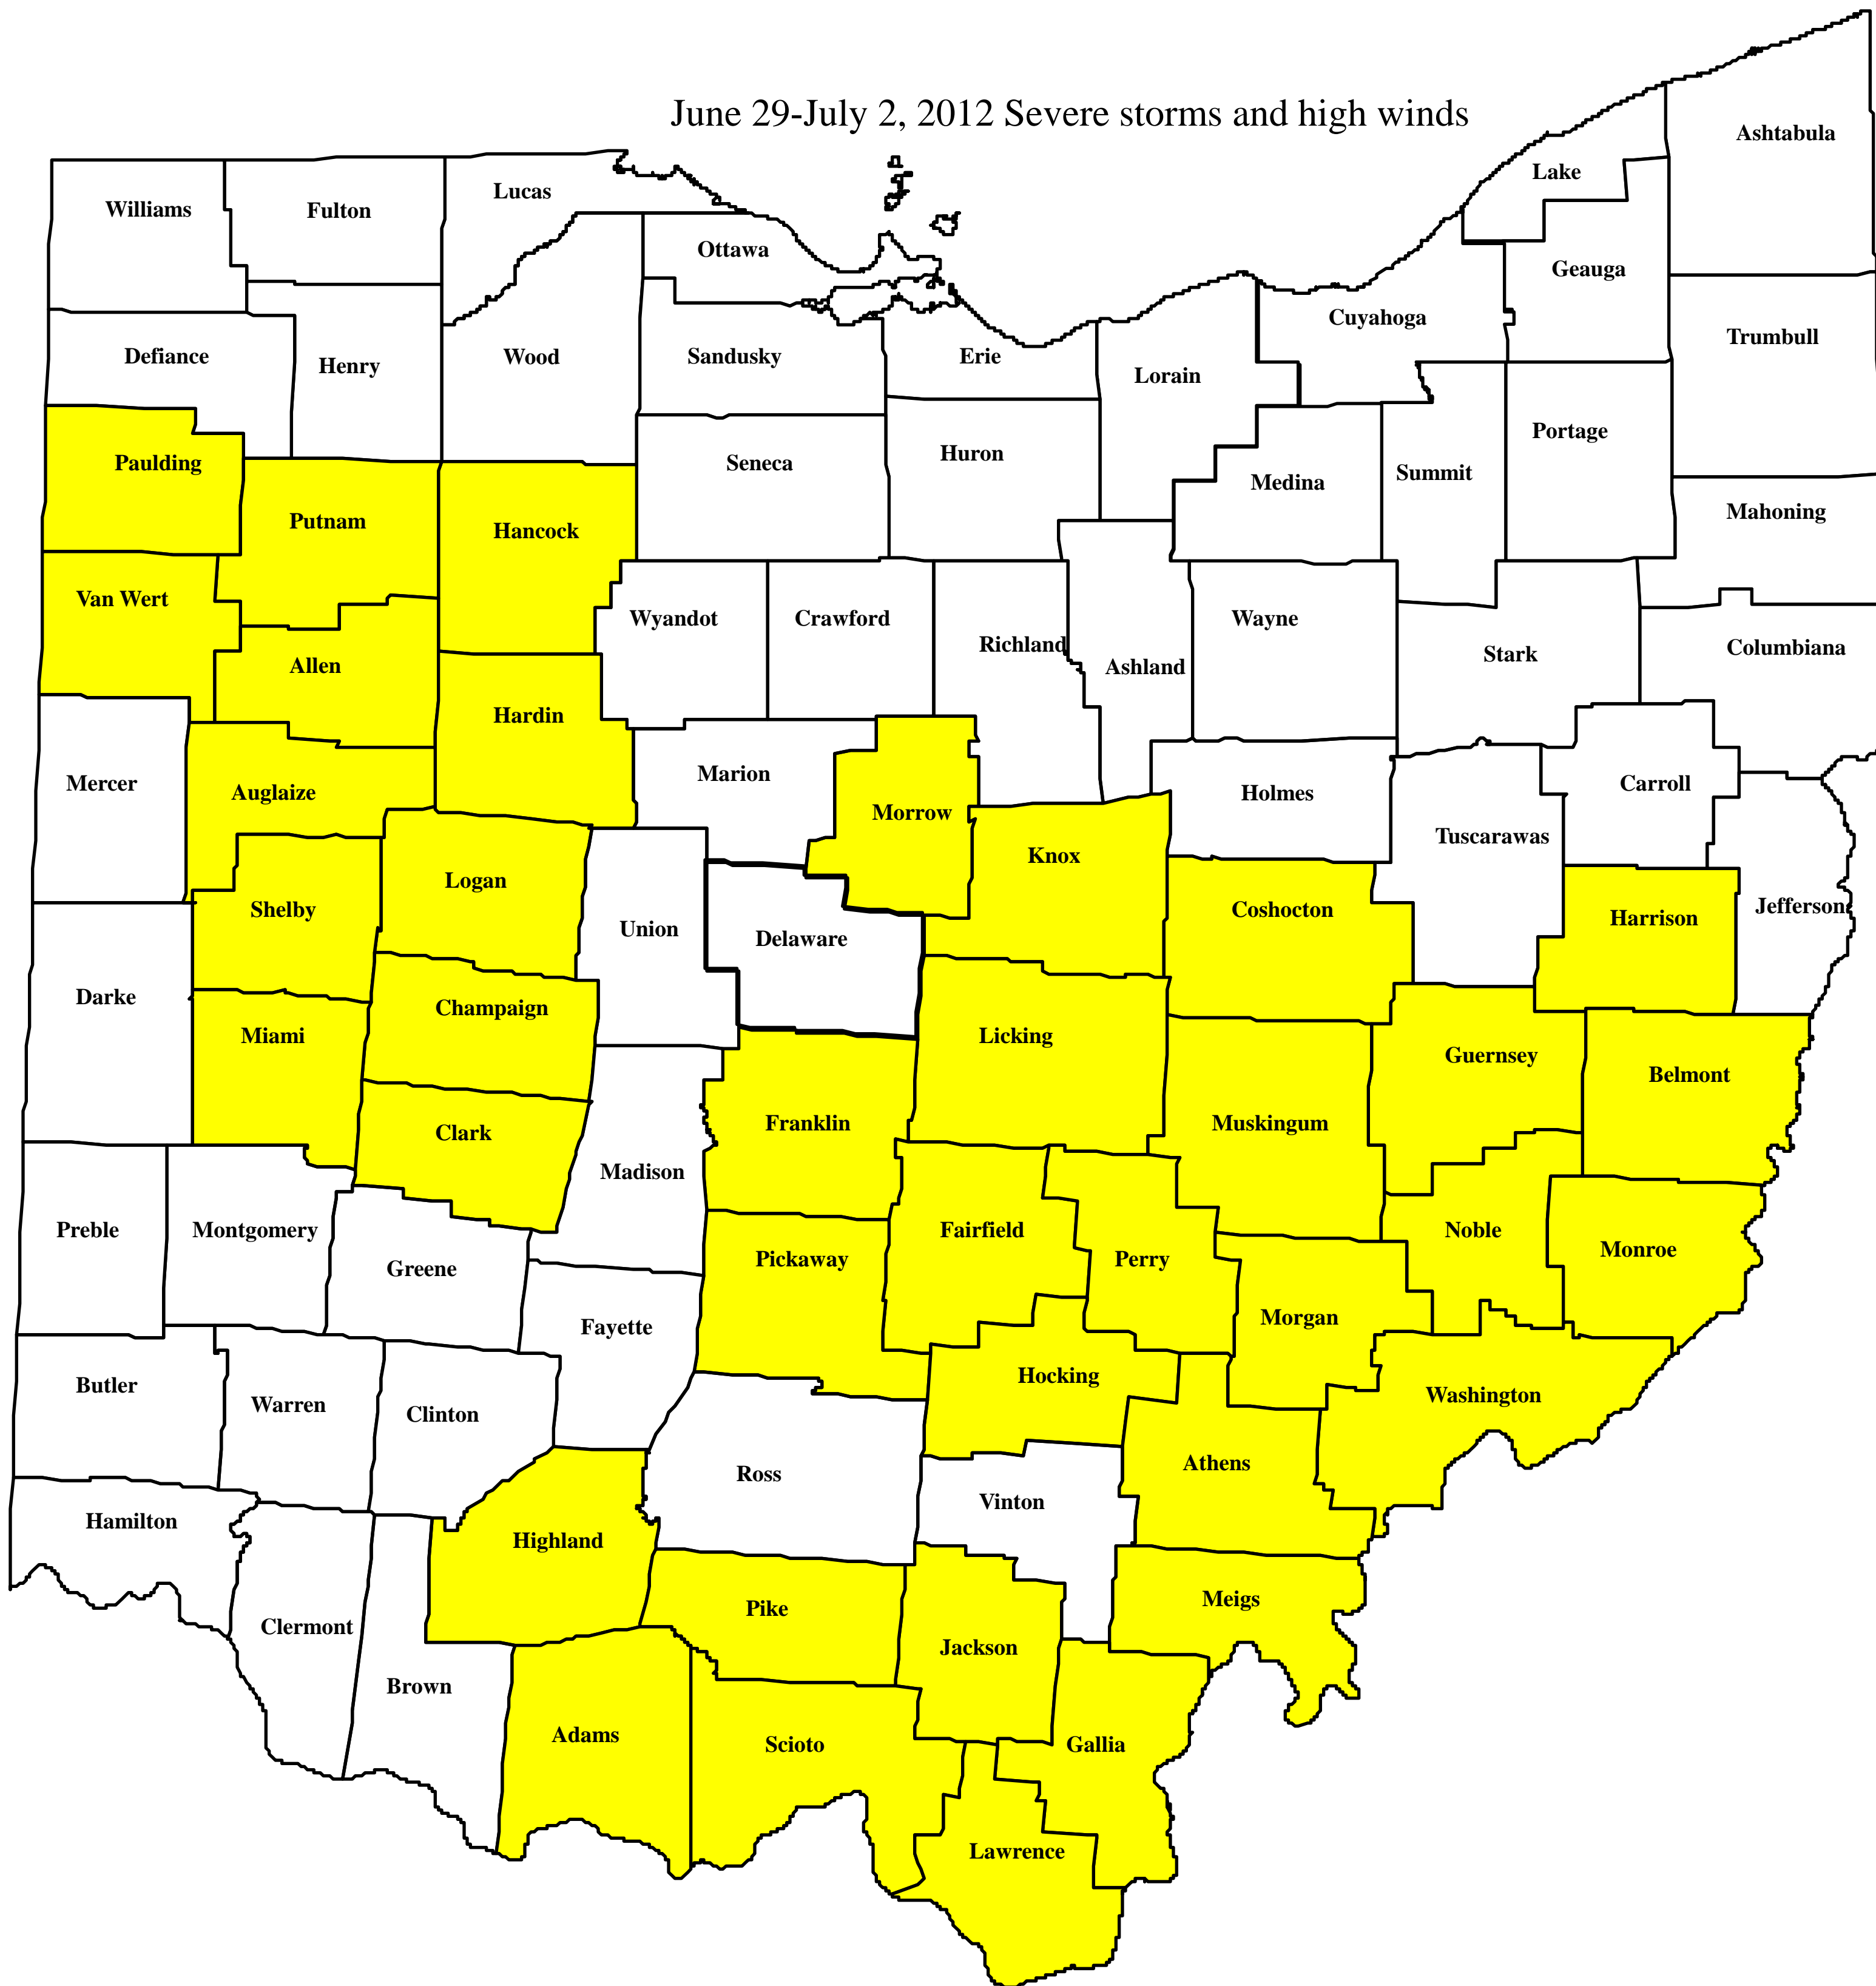 June 29-July 2, 2012 Severe storms and high winds
Ashtabula
Lake
Lucas
Williams
Fulton
Ottawa
Geauga
Cuyahoga
Trumbull
Defiance
Henry
Wood
Sandusky
Erie
Lorain
Portage
Paulding
Seneca
Huron
Medina
Summit
Mahoning
Putnam
Hancock
Van Wert
Wyandot
Crawford
Wayne
Richland
Ashland
Stark
Columbiana
Allen
Hardin
Mercer
Marion
Auglaize
Holmes
Carroll
Morrow
Tuscarawas
Knox
Logan
Shelby
Coshocton
Harrison
Jefferson
Union
Delaware
Darke
Champaign
Miami
Licking
Guernsey
Belmont
Clark
Franklin
Muskingum
Madison
Preble
Montgomery
Fairfield
Noble
Monroe
Greene
Pickaway
Perry
Fayette
Morgan
Butler
Hocking
Washington
Warren
Clinton
Ross
Athens
Vinton
Hamilton
Highland
Pike
Meigs
Clermont
Jackson
Brown
Adams
Scioto
Gallia
Lawrence